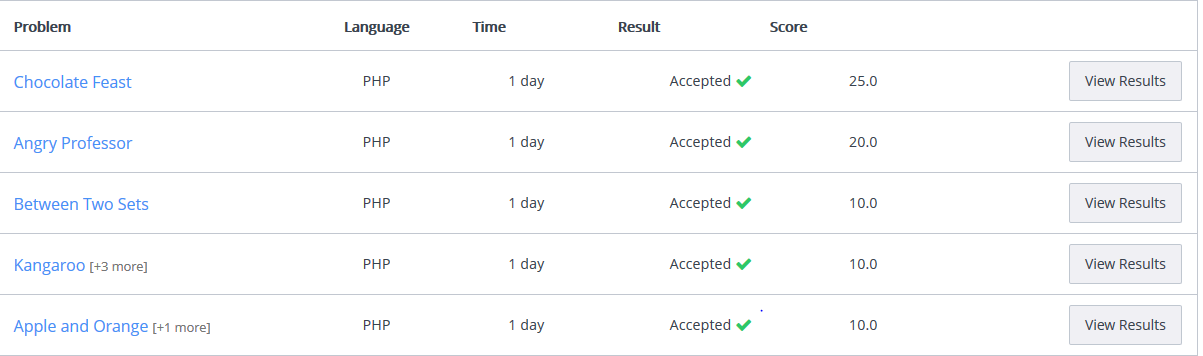 Problem Language Time Result Score
Chocolate Feast PHP 1 day Accepted 25.0 View Results
Angry Professor PHP 1 day Accepted 20.0 View Results
Between Two Sets PHP 1 day Accepted 10.0 View Results
Kangaroo [+3 more] PHP 1 day Accepted 10.0 View Results
Apple and Orange [+1 more] PHP 1 day Accepted 10.0 View Results